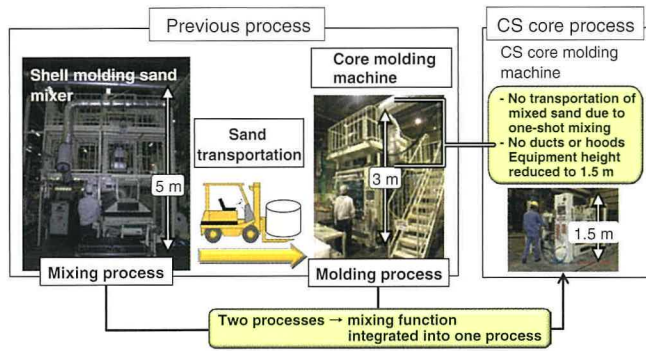 Previous process
CS core process
Shell molding sand
mixer
5 m
Mixing process
Sand
transportation
Core molding
machine
3 m
Molding process
CS core molding
machine
- No transportation of
mixed sand due to
one-shot mixing
- No ducts or hoods
Equipment height
reduced to 1.5 m
1.5 m
Two processes → mixing function
integrated into one process